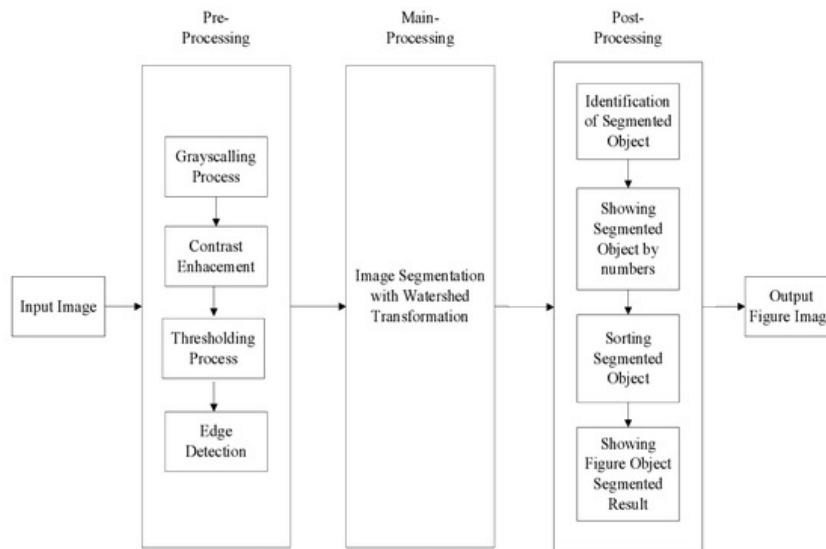 Pre-
Processing
Main-
Processing
Post-
Processing
Input Image
Grayscalling
Process
Contrast
Enhacement
Thresholding
Process
Edge
Detection
Image Segmentation
with Watershed
Transformation
Identification
of Segmented
Object
Showing
Segmented
Object by
numbers
Sorting
Segmented
Object
Showing
Figure Object
Segmented
Result
Output
Figure Image